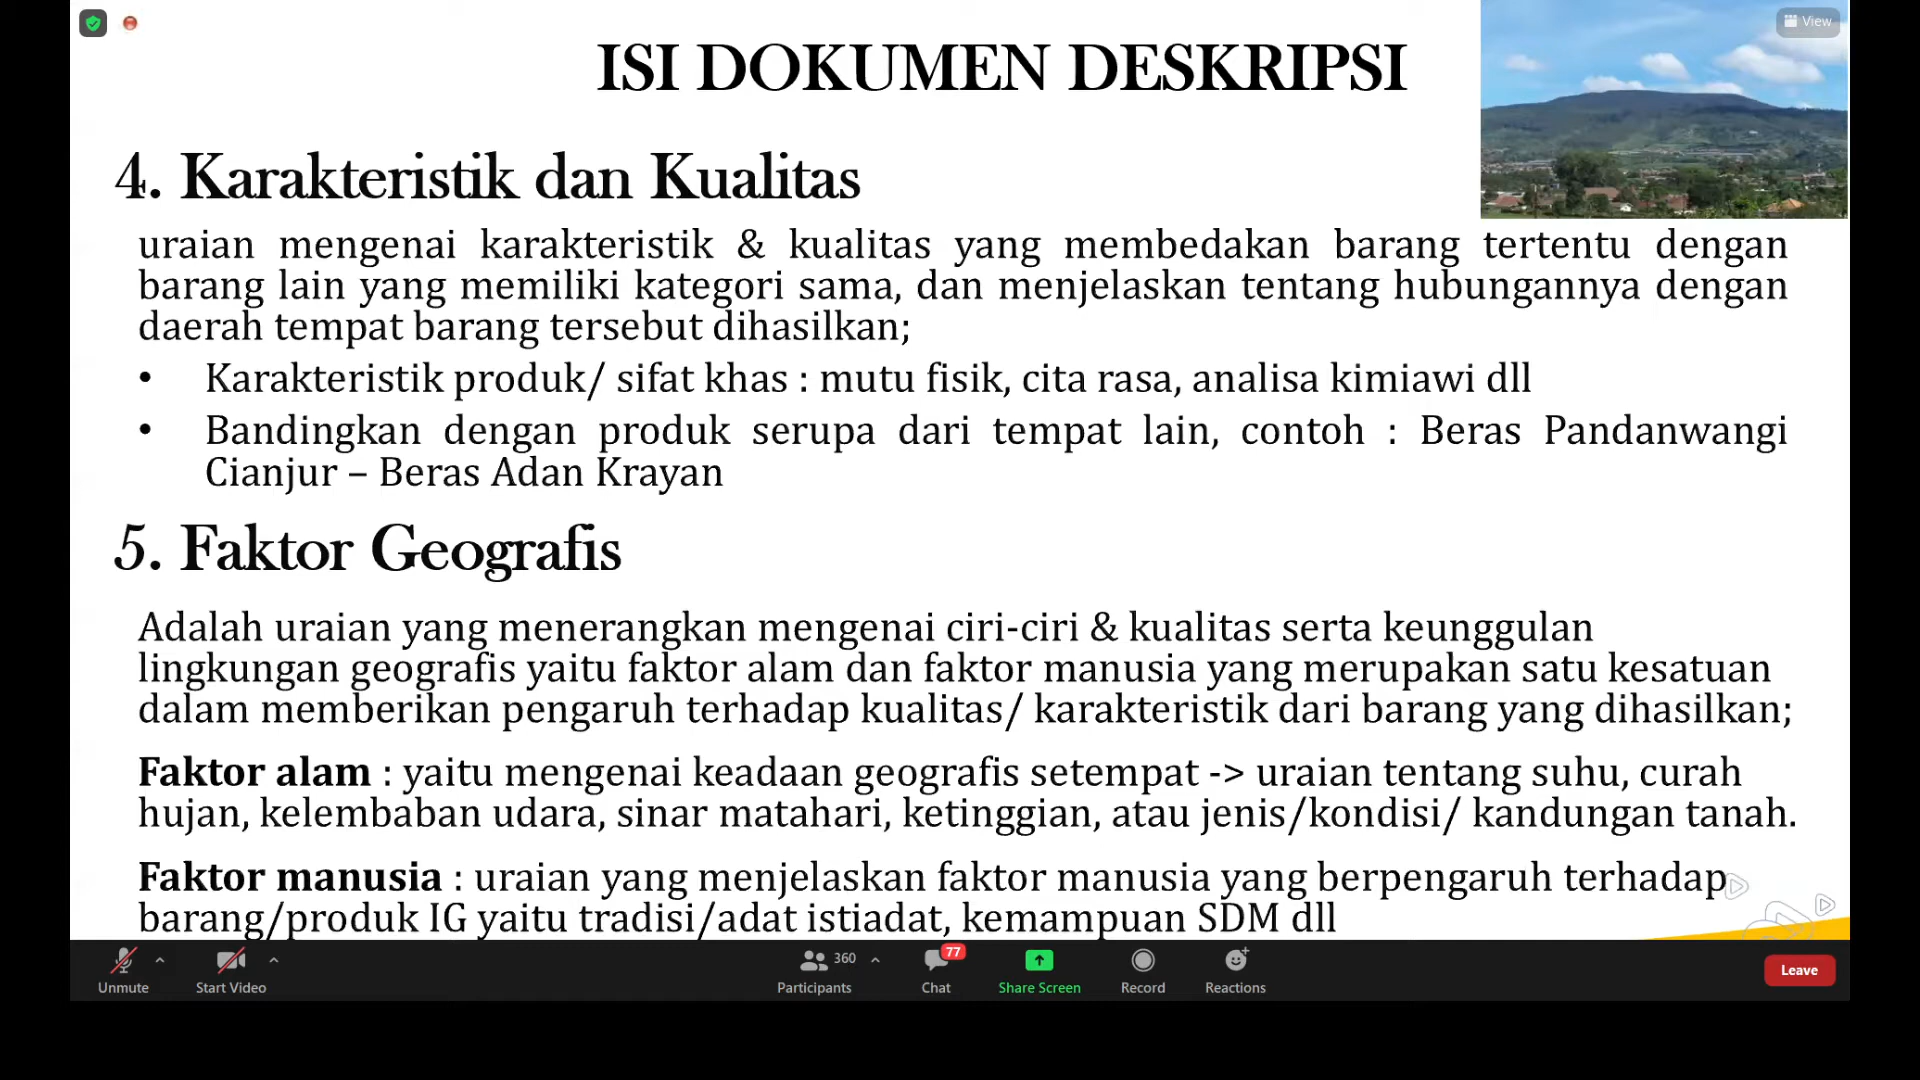 View
ISI DOKUMEN DESKRIPSI
4. Karakteristik dan Kualitas
uraian mengenai karakteristik & kualitas yang membedakan barang tertentu dengan
barang lain yang memiliki kategori sama, dan menjelaskan tentang hubungannya dengan
daerah tempat barang tersebut dihasilkan;
• Karakteristik produk/ sifat khas : mutu fisik, cita rasa, analisa kimiawi dll
• Bandingkan dengan produk serupa dari tempat lain, contoh : Beras Pandanwangi
Cianjur – Beras Adan Krayan
5. Faktor Geografis
Adalah uraian yang menerangkan mengenai ciri-ciri & kualitas serta keunggulan
lingkungan geografis yaitu faktor alam dan faktor manusia yang merupakan satu kesatuan
dalam memberikan pengaruh terhadap kualitas/ karakteristik dari barang yang dihasilkan;
Faktor alam : yaitu mengenai keadaan geografis setempat -> uraian tentang suhu, curah
hujan, kelembaban udara, sinar matahari, ketinggian, atau jenis/kondisi/ kandungan tanah.
Faktor manusia : uraian yang menjelaskan faktor manusia yang berpengaruh terhadap
barang/produk IG yaitu tradisi/adat istiadat, kemampuan SDM dll
360
77
Unmute
Start Video
Participants
Chat
Share Screen
Record
Reactions
Leave